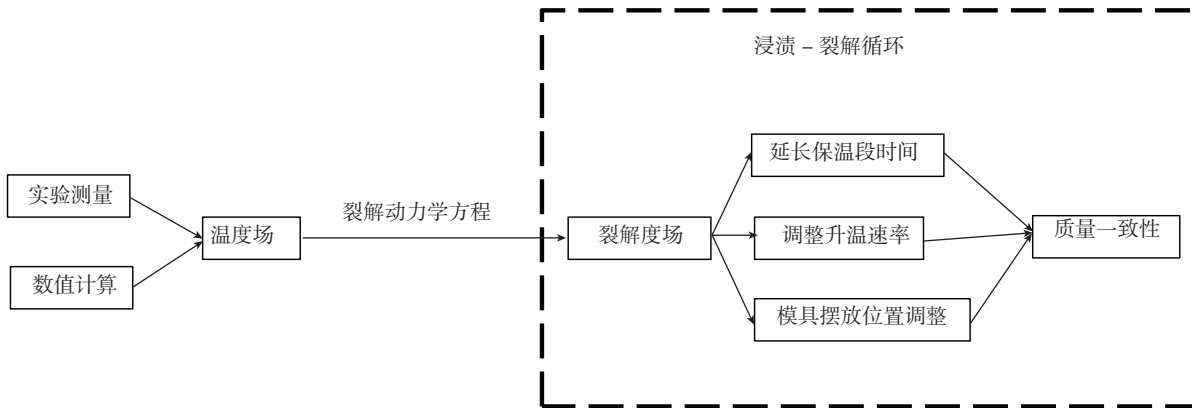 浸渍 – 裂解循环
延长保温段时间
实验测量
裂解动力学方程
温度场
裂解度场
调整升温速率
质量一致性
数值计算
模具摆放位置调整